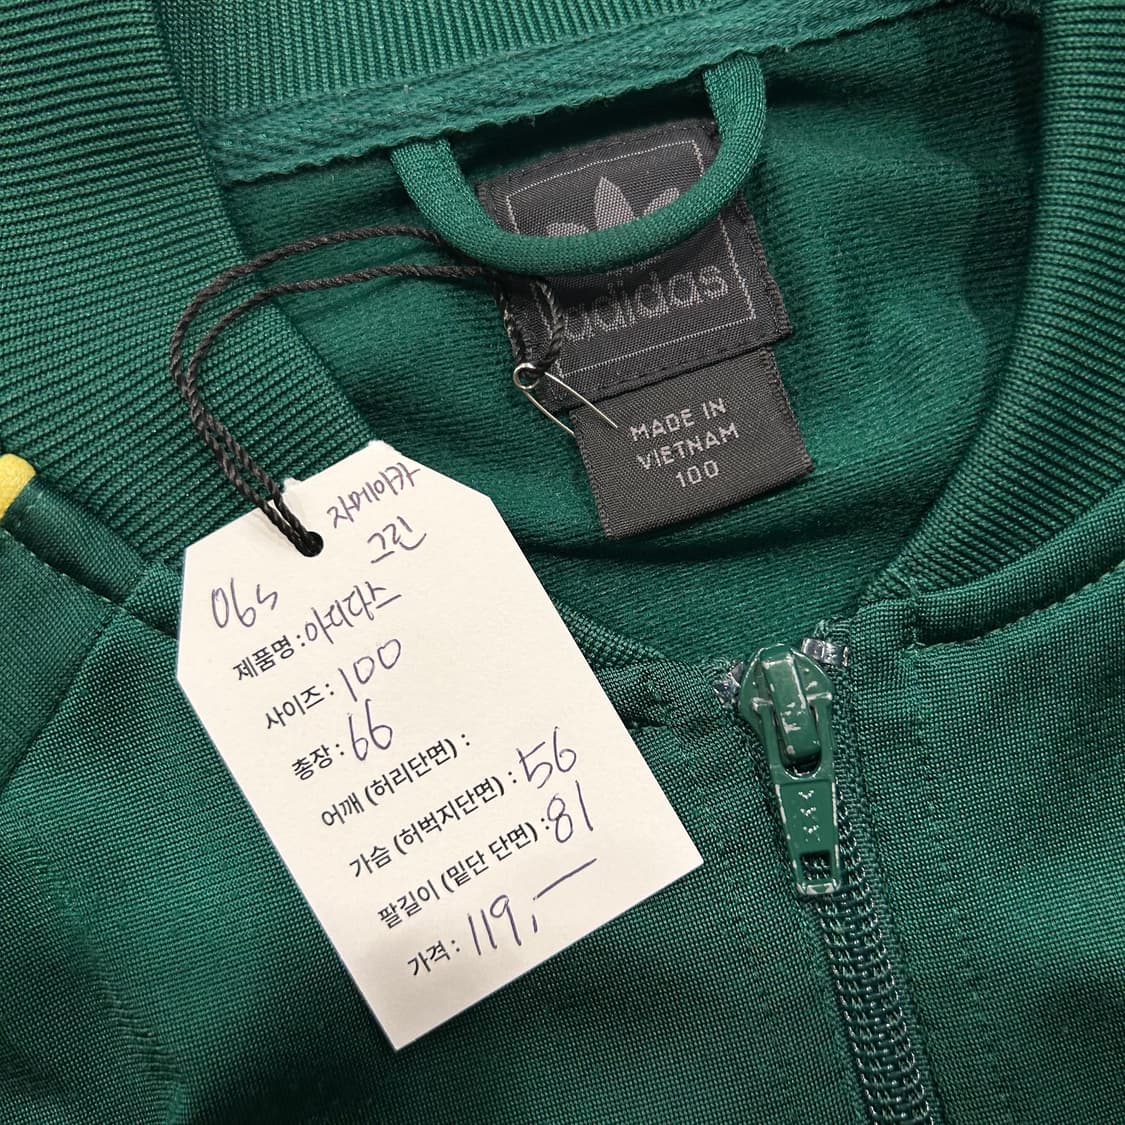 adidas
MADE IN
VIETNAM
100
자메이카
그린
06s
제품명 : 아디다스
사이즈 : 100
총장 : 66
어깨 (허리단면) :
가슴 (허벅지단면) : 56
팔길이 (밑단 단면) : 81
가격 : 119,—